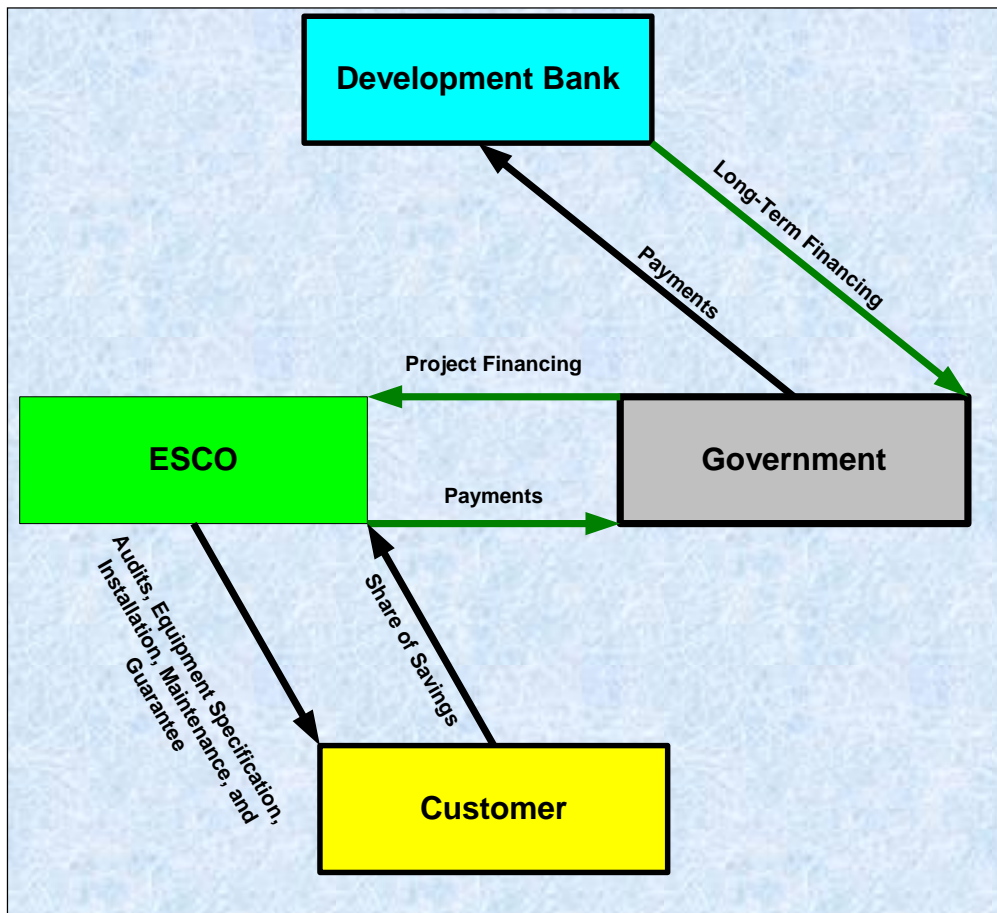 Development Bank
Long-Term Financing
Payments
Project Financing
ESCO
Government
Payments
Audits, Equipment Specification,
Installation, Maintenance, and
Guarantee
Share of Savings
Customer